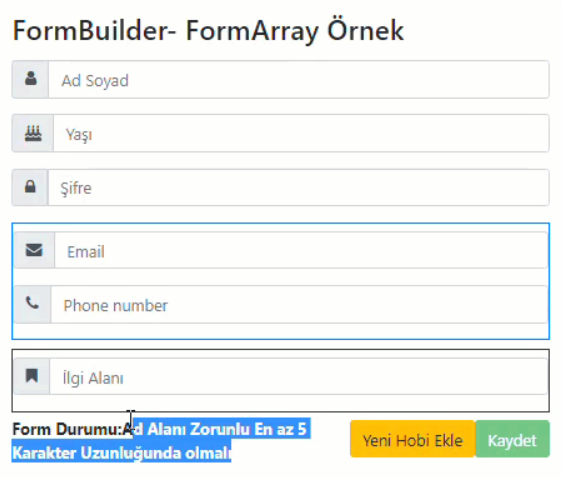 FormBuilder- FormArray Örnek
Ad Soyad
Yaşı
Şifre
Email
Phone number
İlgi Alanı
Form Durumu:Ad Alanı Zorunlu En az 5
Karakter Uzunluğunda olmalı
Yeni Hobi Ekle
Kaydet